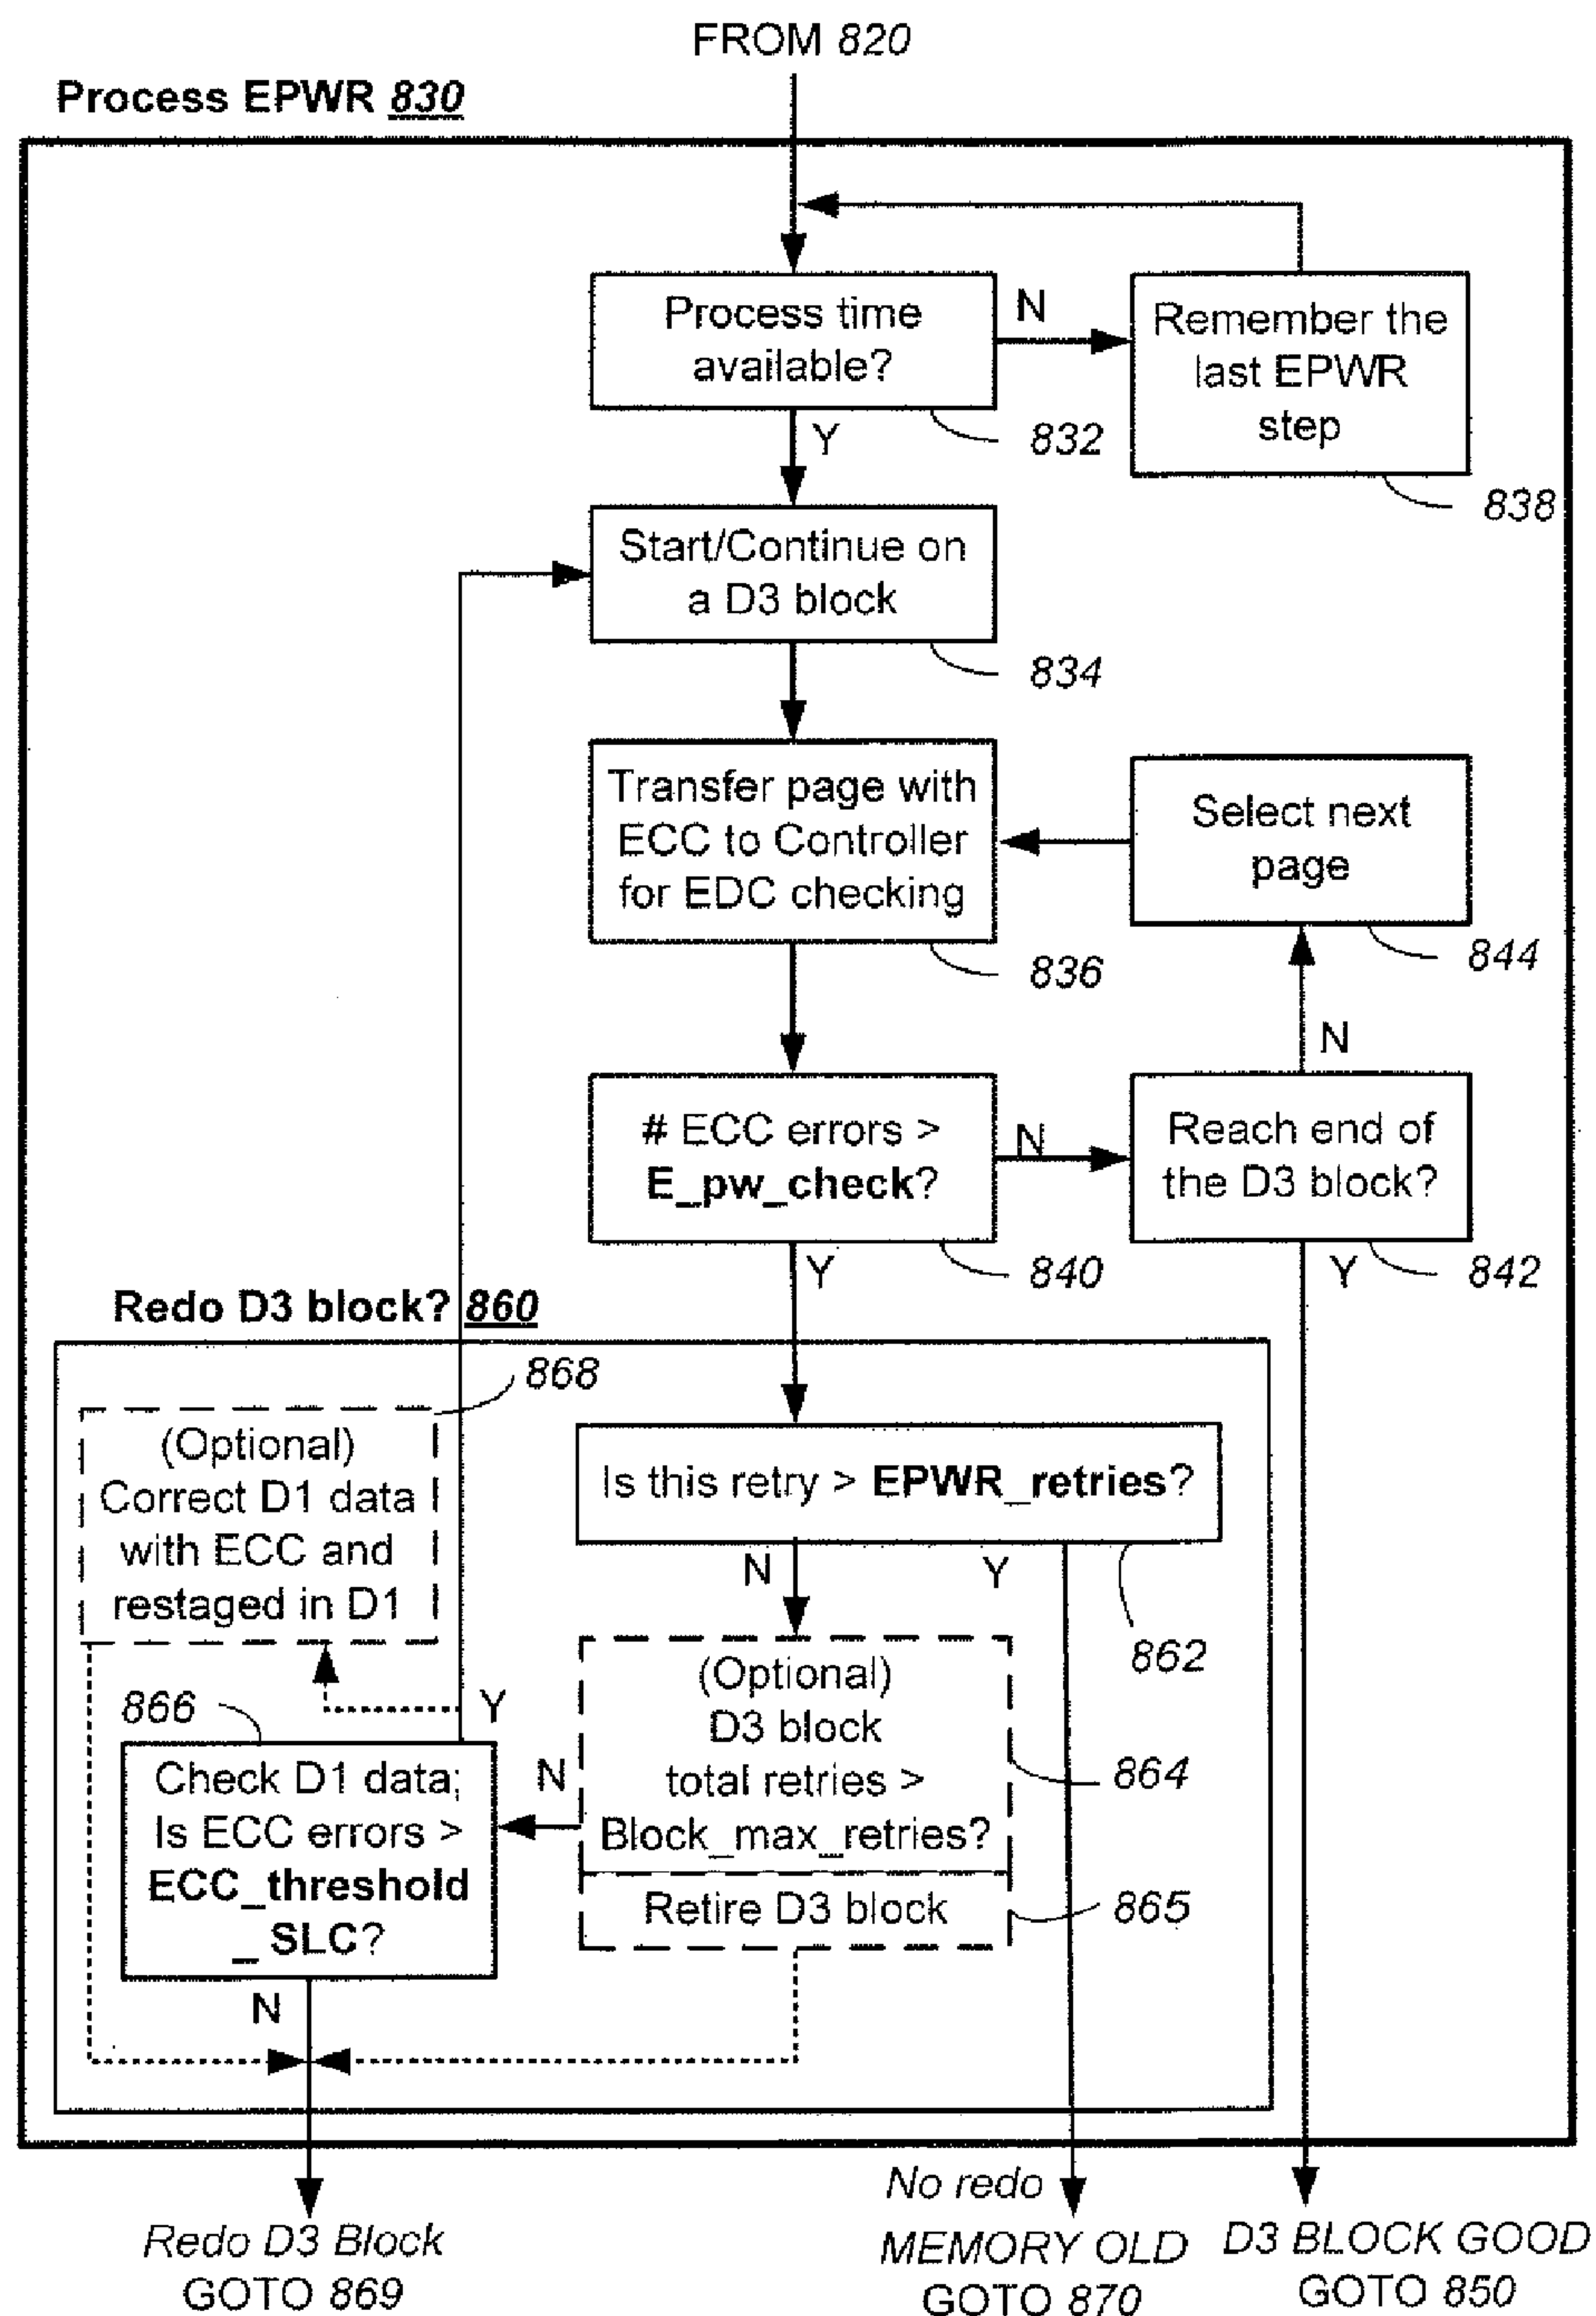 FROM 820
Process EPWR 830
Process time
available?
N
Remember the
last EPWR
step
832
Y
838
Start/Continue on
a D3 block
834
Transfer page with
ECC to Controller
for EDC checking
836
Select next
page
844
N
# ECC errors >
E_pw_check?
N
Reach end of
the D3 block?
Y
840
Y
842
Redo D3 block? 860
868
(Optional)
Correct D1 data
with ECC and
restaged in D1
Is this retry > EPWR_retries?
N
Y
862
866
Y
(Optional)
D3 block
total retries >
Block_max_retries?
864
Retire D3 block
865
N
Check D1 data;
Is ECC errors >
ECC_threshold
_ SLC?
N
No redo
Redo D3 Block
GOTO 869
MEMORY OLD
GOTO 870
D3 BLOCK GOOD
GOTO 850